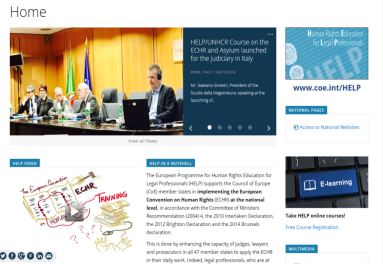 Home
HELP/UNHCR Course on the
ECHR and Asylum launched
for the judiciary in Italy
Mr. Gaetano Silvestri, President of the
Scuola della Magistratura, speaking at the
launching of...
View all News
Human Rights Education
for Legal Professionals
HELP
www.coe.int/HELP
NATIONAL PAGES
Access to National Websites
HELP VIDEO
The European Convention
ECHR
TRAINING
HELP IN A NUTSHELL
The European Programme for Human Rights Education for
Legal Professionals (HELP) supports the Council of Europe
(CoE) member states in implementing the European
Convention on Human Rights (ECHR) at the national
level, in accordance with the Committee of Ministers
Recommendation (2004) 4, the 2010 Interlaken Declaration,
the 2012 Brighton Declaration and the 2014 Brussels
declaration.
This is done by enhancing the capacity of judges, lawyers
and prosecutors in all 47 member states to apply the ECHR
in their daily work. Indeed, legal professionals, who are at
E-learning
Take HELP online courses!
Free Course Registration
MULTIMEDIA